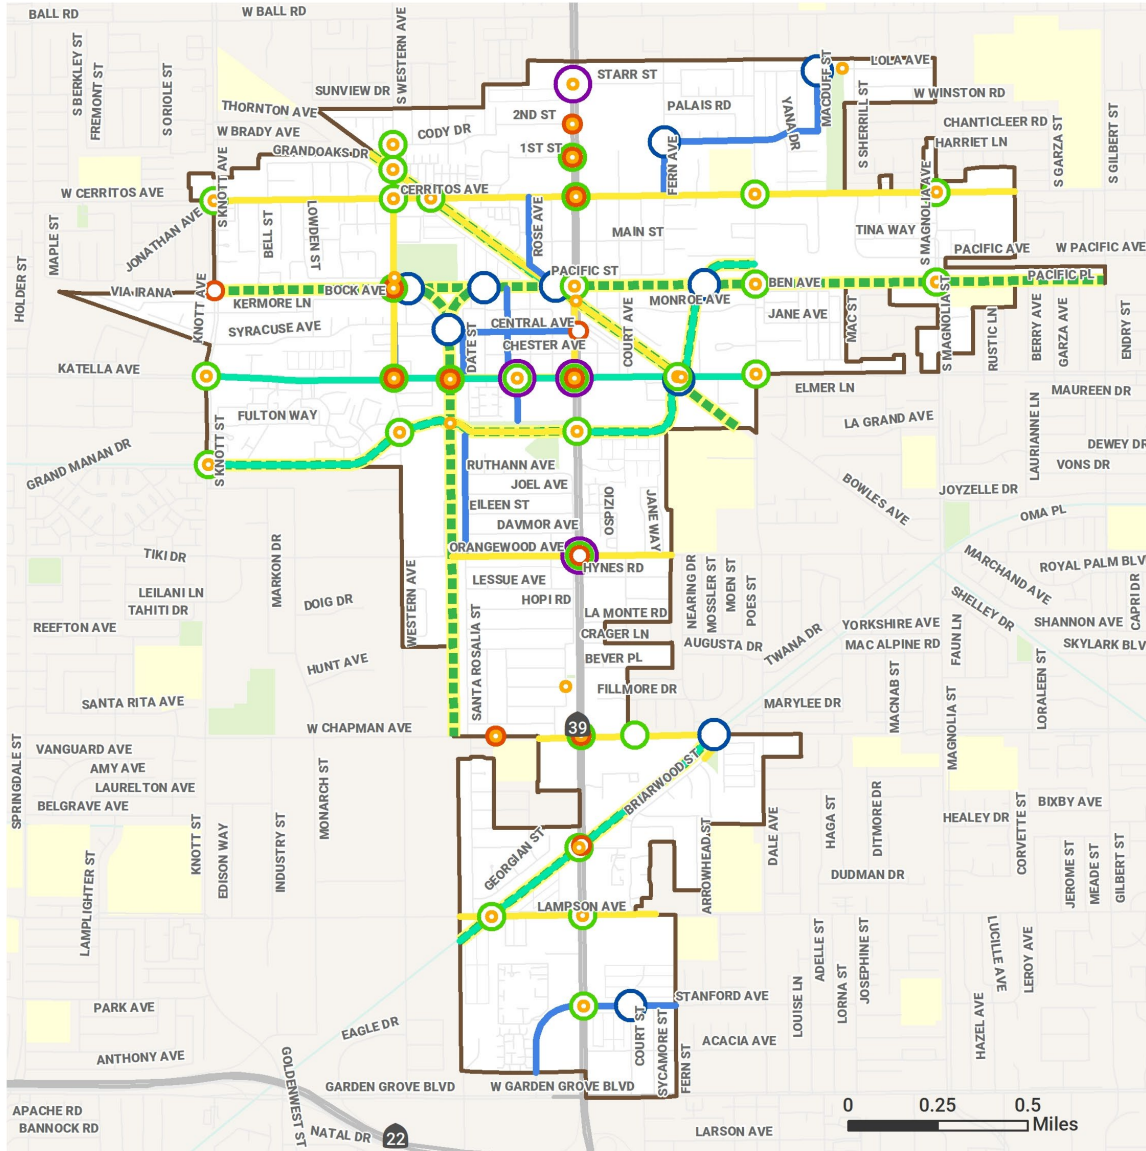 BALL RD
W BALL RD
S BERKLEY ST
FREMONT ST
S ORIOLE ST
S WESTERN AVE
SUNVIEW DR
THORNTON AVE
W BRADY AVE
GRANDOAKS DR
CODY DR
STARR ST
2ND ST
1ST ST
PALAIS RD
YANA DR
MACDUFF ST
LOLA AVE
W WINSTON RD
S SHERRILL ST
CHANTICLEER RD
HARRIET LN
S GARZA ST
S GILBERT ST
FERN AVE
W CERRITOS AVE
S KNOTT AVE
CERRITOS AVE
S MAGNOLIA AVE
MAPLE ST
JONATHAN AVE
BELL ST
LOWDEN ST
ROSE AVE
MAIN ST
TINA WAY
PACIFIC AVE
W PACIFIC AVE
HOLDER ST
VIA IRANA
KNOTT AVE
KERMORE LN
BOCK AVE
PACIFIC ST
MONROE AVE
BEN AVE
PACIFIC PL
SYRACUSE AVE
DATE ST
CENTRAL AVE
CHESTER AVE
COURT AVE
JANE AVE
MAC ST
S MAGNOLIA ST
RUSTIC LN
BERRY AVE
GARZA AVE
ENDRY ST
KATELLA AVE
ELMER LN
MAUREEN DR
FULTON WAY
S KNOTT ST
LA GRAND AVE
LAURIANNE LN
DEWEY DR
VONS DR
GRAND MANAN DR
RUTHANN AVE
JOEL AVE
EILEEN ST
DAVMOR AVE
OSPIZIO
JANE WAY
BOWLES AVE
JOYZELLE DR
OMA PL
TIKI DR
MARKON DR
ORANGEWOOD AVE
HYNES RD
MARCHAND AVE
ROYAL PALM BLV
LEILANI LN
TAHITI DR
DOIG DR
WESTERN AVE
LESSUE AVE
HOPI RD
LA MONTE RD
CRAGER LN
NEARING DR
MOSSLER ST
MOEN ST
POES ST
SHELLEY DR
CAPRI DR
REEFTON AVE
YORKSHIRE AVE
MAC ALPINE RD
FAUN LN
SHANNON AVE
SKYLARK BLV
HUNT AVE
SANTA ROSALIA ST
BEVER PL
AUGUSTA DR
TWANA DR
SANTA RITA AVE
FILLMORE DR
MARYLEE DR
MACNAB ST
MAGNOLIA ST
LORALEEN ST
W CHAPMAN AVE
39
SPRINGDALE ST
VANGUARD AVE
AMY AVE
LAURELTON AVE
BELGRAVE AVE
MONARCH ST
BRIARWOOD ST
DALE AVE
HAGA ST
DITMORE DR
HEALEY DR
CORVETTE ST
BIXBY AVE
LAMPLIGHTER ST
KNOTT ST
EDISON WAY
INDUSTRY ST
GEORGIAN ST
ARROWHEAD ST
DUDMAN DR
JEROME ST
MEADE ST
GILBERT ST
LAMPSON AVE
ADELLE ST
JOSEPHINE ST
LUCILLE AVE
LEROY AVE
PARK AVE
EAGLE DR
STANFORD AVE
LOUISE LN
LORNA ST
HAZEL AVE
COURT ST
SYCAMORE ST
FERN ST
ACACIA AVE
ANTHONY AVE
GOLDENWEST ST
GARDEN GROVE BLVD
W GARDEN GROVE BLVD
APACHE RD
BANNOCK RD
NATAL DR
22
LARSON AVE
0 0.25 0.5
Miles